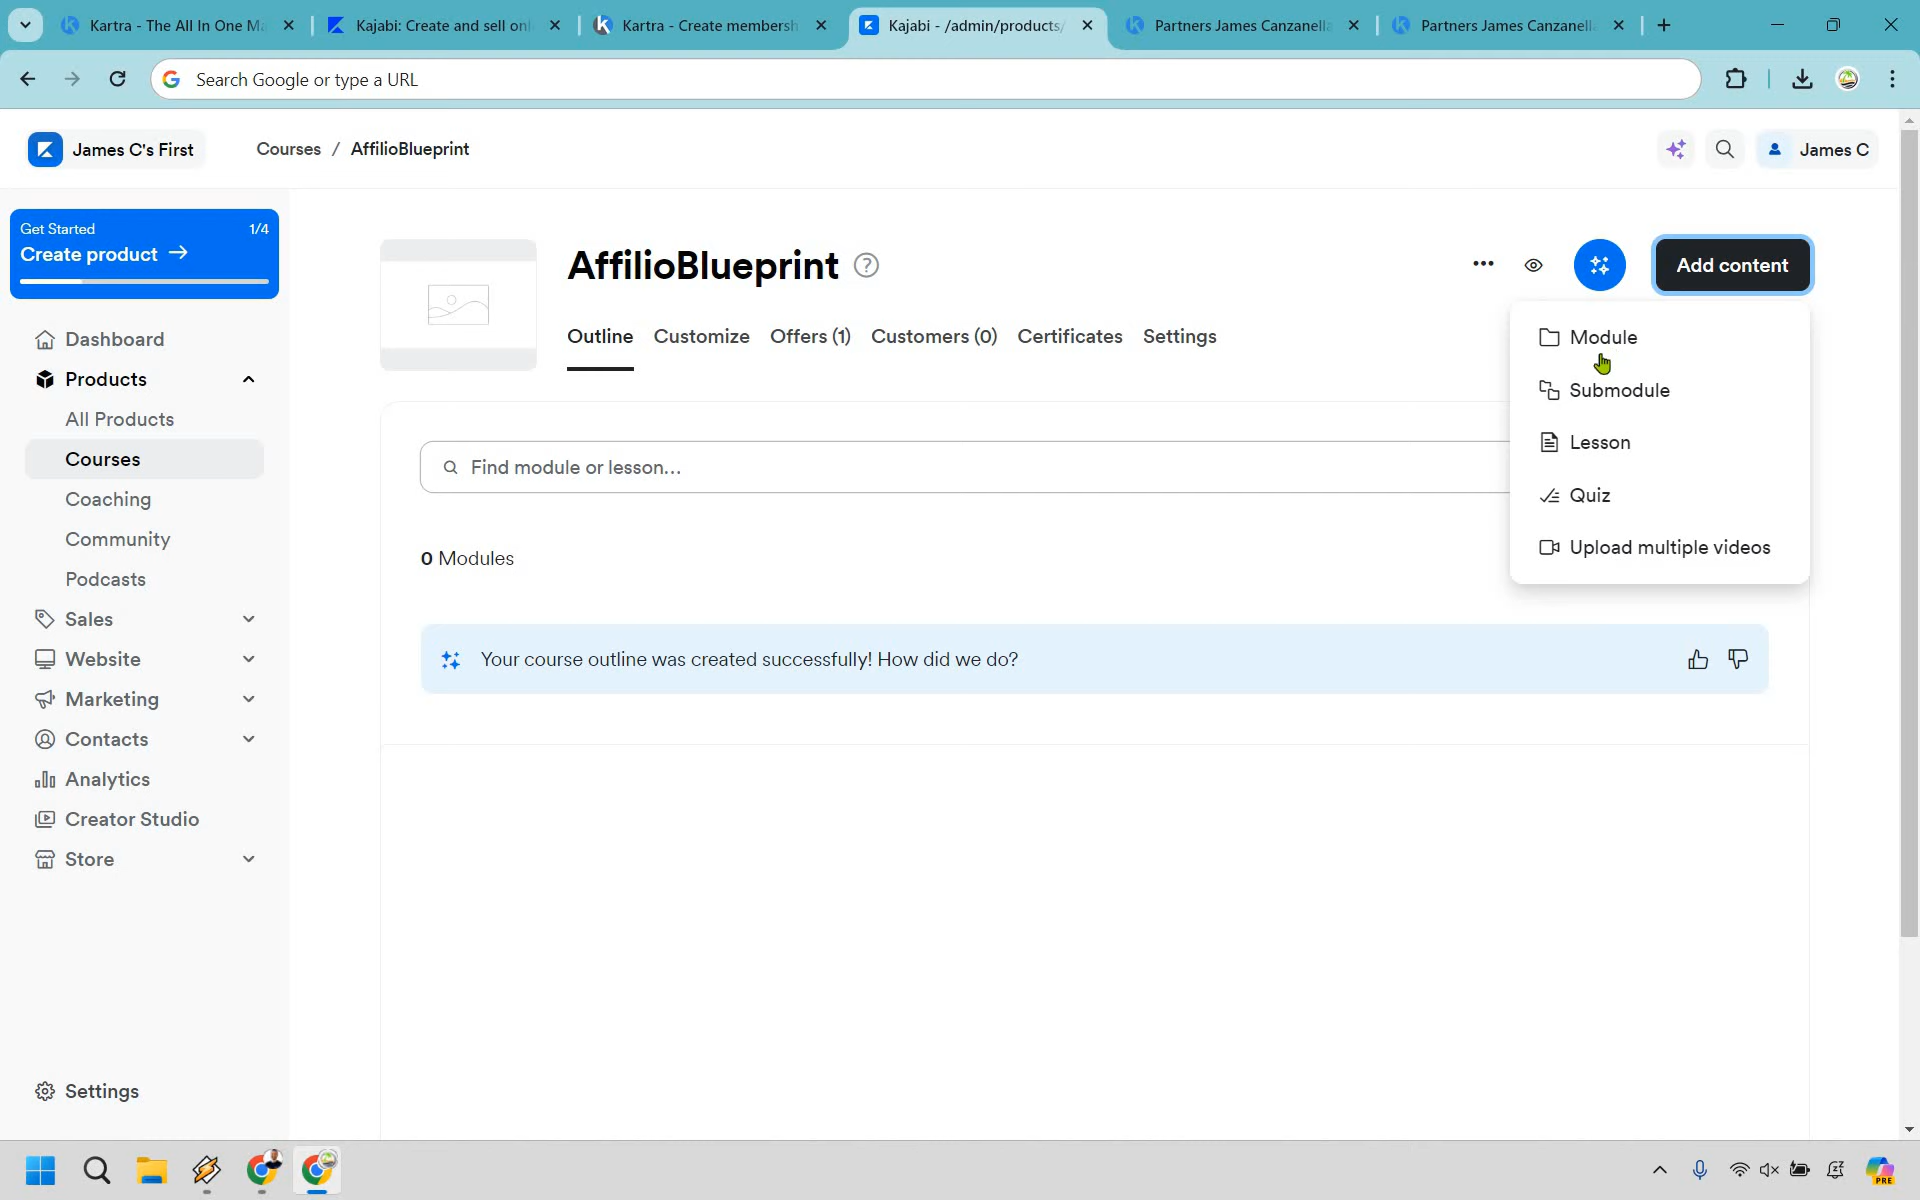 Kartra - The All In One Ma
Kajabi: Create and sell onl
Kartra - Create membersh
Kajabi - /admin/products/
Partners James Canzanella
Partners James Canzanell
Search Google or type a URL
James C's First
Courses / AffilioBlueprint
James C
Get Started 1/4
Create product →
Dashboard
Products
All Products
Courses
Coaching
Community
Podcasts
Sales
Website
Marketing
Contacts
Analytics
Creator Studio
Store
Settings
AffilioBlueprint ?
Add content
Outline Customize Offers (1) Customers (0) Certificates Settings
Module
Submodule
Lesson
Quiz
Upload multiple videos
Find module or lesson...
0 Modules
Your course outline was created successfully! How did we do?
PRE